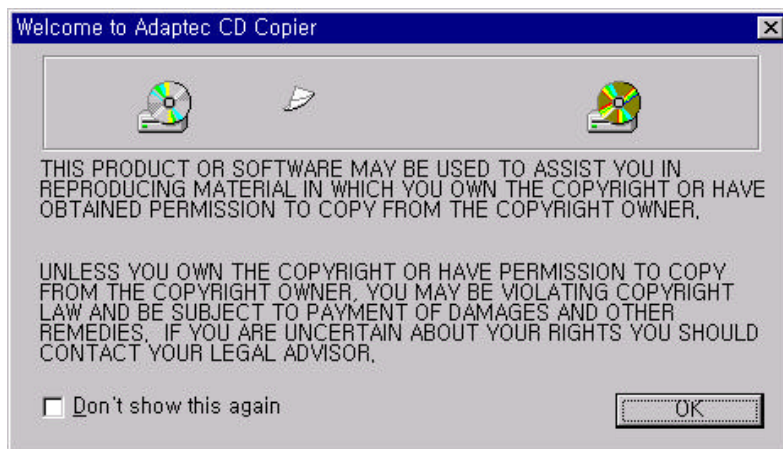 Welcome to Adaptec CD Copier
THIS PRODUCT OR SOFTWARE MAY BE USED TO ASSIST YOU IN
REPRODUCING MATERIAL IN WHICH YOU OWN THE COPYRIGHT OR HAVE
OBTAINED PERMISSION TO COPY FROM THE COPYRIGHT OWNER.
UNLESS YOU OWN THE COPYRIGHT OR HAVE PERMISSION TO COPY
FROM THE COPYRIGHT OWNER, YOU MAY BE VIOLATING COPYRIGHT
LAW AND BE SUBJECT TO PAYMENT OF DAMAGES AND OTHER
REMEDIES. IF YOU ARE UNCERTAIN ABOUT YOUR RIGHTS YOU SHOULD
CONTACT YOUR LEGAL ADVISOR.
Don't show this again
OK